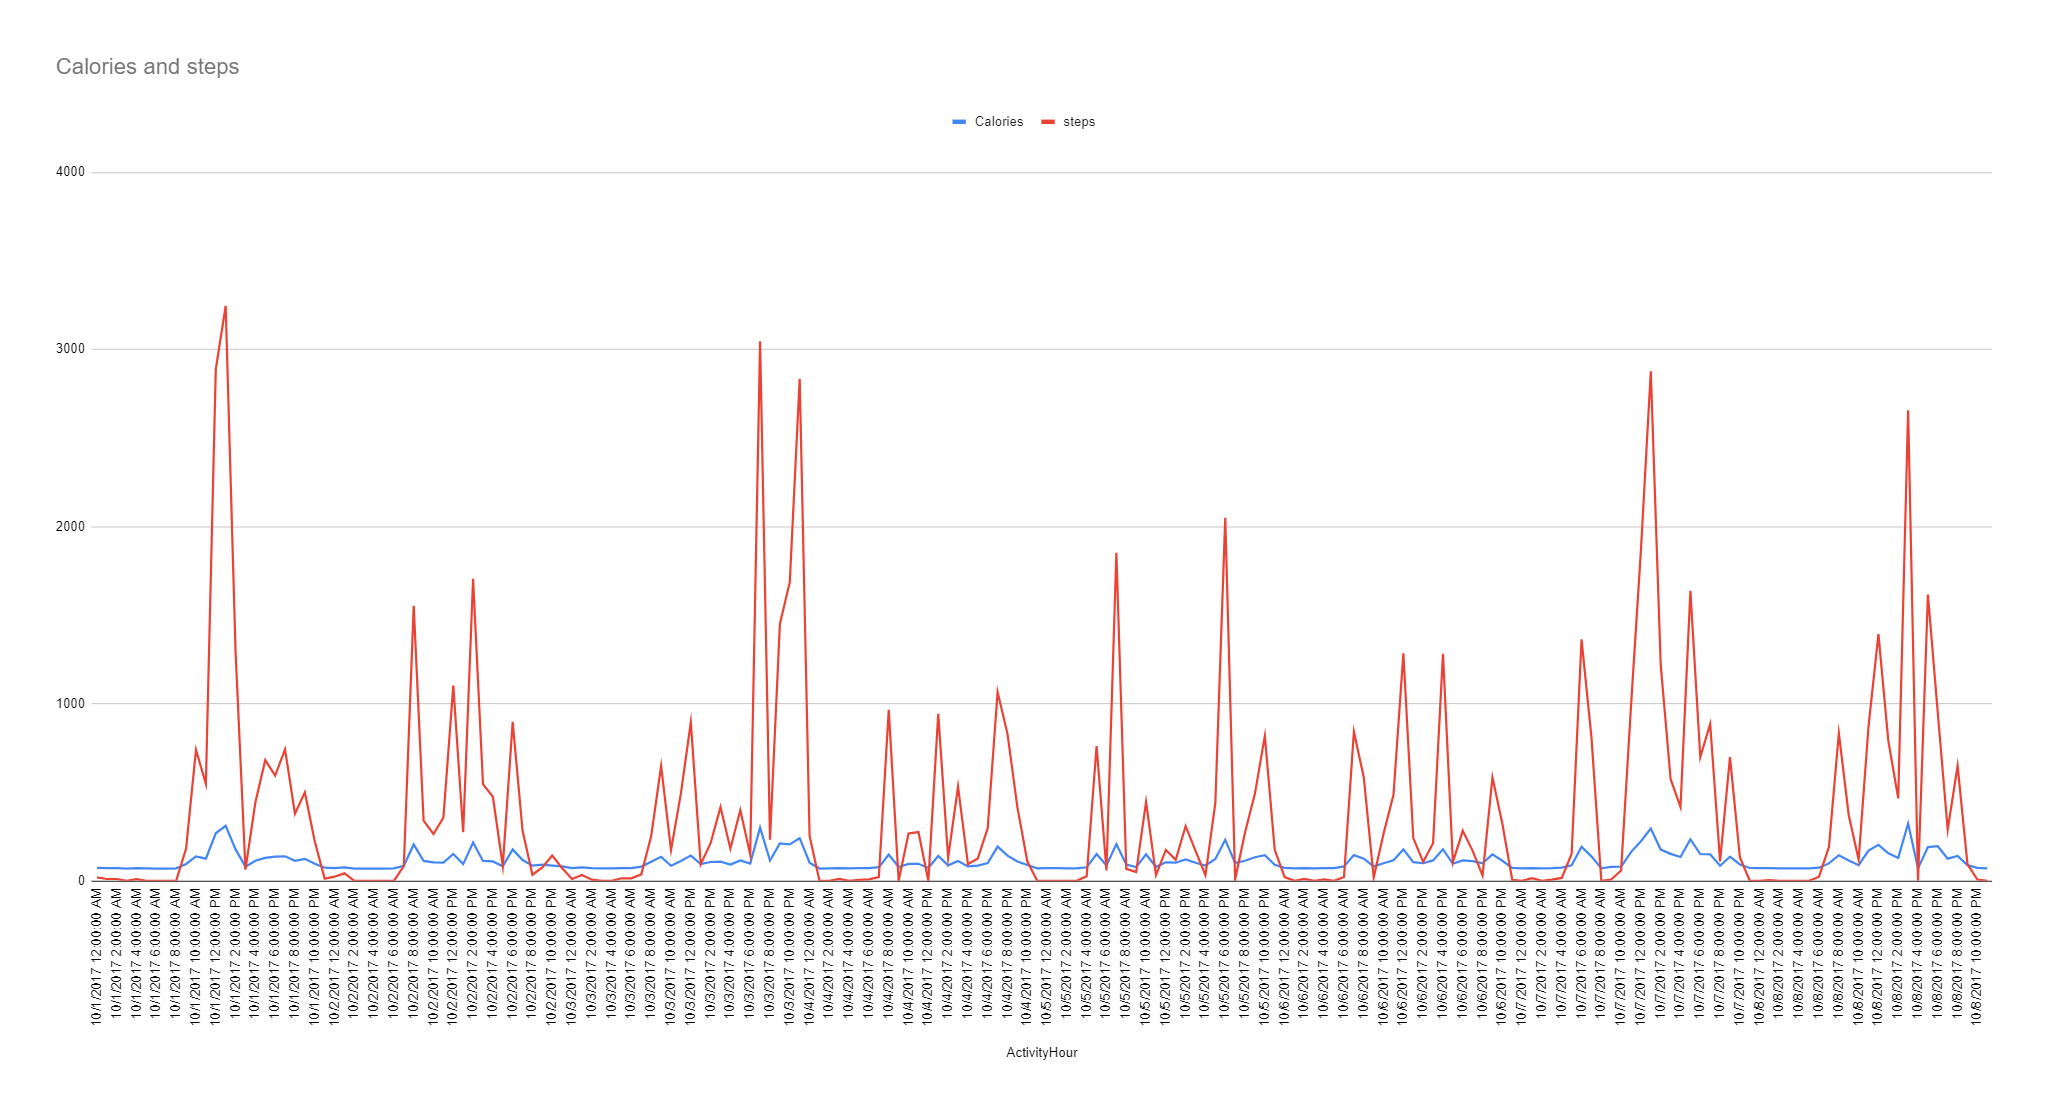 Calories and steps
Calories
steps
4000
3000
2000
1000
0
10/1/2017 12:00:00 AM
10/1/2017 2:00:00 AM
10/1/2017 4:00:00 AM
10/1/2017 6:00:00 AM
10/1/2017 8:00:00 AM
10/1/2017 10:00:00 AM
10/1/2017 12:00:00 PM
10/1/2017 2:00:00 PM
10/1/2017 4:00:00 PM
10/1/2017 6:00:00 PM
10/1/2017 8:00:00 PM
10/1/2017 10:00:00 PM
10/2/2017 12:00:00 AM
10/2/2017 2:00:00 AM
10/2/2017 4:00:00 AM
10/2/2017 6:00:00 AM
10/2/2017 8:00:00 AM
10/2/2017 10:00:00 AM
10/2/2017 12:00:00 PM
10/2/2017 2:00:00 PM
10/2/2017 4:00:00 PM
10/2/2017 6:00:00 PM
10/2/2017 8:00:00 PM
10/2/2017 10:00:00 PM
10/3/2017 12:00:00 AM
10/3/2017 2:00:00 AM
10/3/2017 4:00:00 AM
10/3/2017 6:00:00 AM
10/3/2017 8:00:00 AM
10/3/2017 10:00:00 AM
10/3/2017 12:00:00 PM
10/3/2017 2:00:00 PM
10/3/2017 4:00:00 PM
10/3/2017 6:00:00 PM
10/3/2017 8:00:00 PM
10/3/2017 10:00:00 PM
10/4/2017 12:00:00 AM
10/4/2017 2:00:00 AM
10/4/2017 4:00:00 AM
10/4/2017 6:00:00 AM
10/4/2017 8:00:00 AM
10/4/2017 10:00:00 AM
10/4/2017 12:00:00 PM
10/4/2017 2:00:00 PM
10/4/2017 4:00:00 PM
10/4/2017 6:00:00 PM
10/4/2017 8:00:00 PM
10/4/2017 10:00:00 PM
10/5/2017 12:00:00 AM
10/5/2017 2:00:00 AM
10/5/2017 4:00:00 AM
10/5/2017 6:00:00 AM
10/5/2017 8:00:00 AM
10/5/2017 10:00:00 AM
10/5/2017 12:00:00 PM
10/5/2017 2:00:00 PM
10/5/2017 4:00:00 PM
10/5/2017 6:00:00 PM
10/5/2017 8:00:00 PM
10/5/2017 10:00:00 PM
10/6/2017 12:00:00 AM
10/6/2017 2:00:00 AM
10/6/2017 4:00:00 AM
10/6/2017 6:00:00 AM
10/6/2017 8:00:00 AM
10/6/2017 10:00:00 AM
10/6/2017 12:00:00 PM
10/6/2017 2:00:00 PM
10/6/2017 4:00:00 PM
10/6/2017 6:00:00 PM
10/6/2017 8:00:00 PM
10/6/2017 10:00:00 PM
10/7/2017 12:00:00 AM
10/7/2017 2:00:00 AM
10/7/2017 4:00:00 AM
10/7/2017 6:00:00 AM
10/7/2017 8:00:00 AM
10/7/2017 10:00:00 AM
10/7/2017 12:00:00 PM
10/7/2017 2:00:00 PM
10/7/2017 4:00:00 PM
10/7/2017 6:00:00 PM
10/7/2017 8:00:00 PM
10/7/2017 10:00:00 PM
10/8/2017 12:00:00 AM
10/8/2017 2:00:00 AM
10/8/2017 4:00:00 AM
10/8/2017 6:00:00 AM
10/8/2017 8:00:00 AM
10/8/2017 10:00:00 AM
10/8/2017 12:00:00 PM
10/8/2017 2:00:00 PM
10/8/2017 4:00:00 PM
10/8/2017 6:00:00 PM
10/8/2017 8:00:00 PM
10/8/2017 10:00:00 PM
ActivityHour